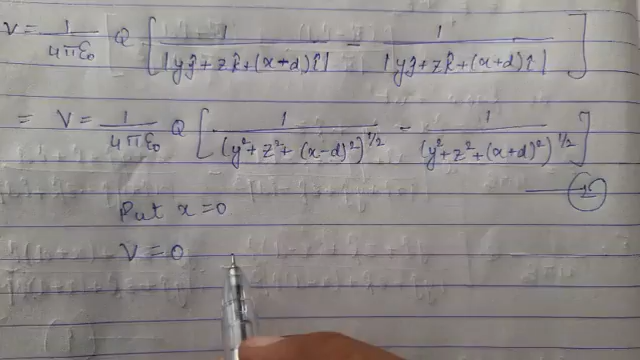 V = 1/4πε₀ Q [ 1/|yĵ+zk̂+(x+d)î| − 1/|yĵ+zk̂+(x+d)î| ]
= V = 1/4πε₀ Q [ 1/(y²+z²+(x-d)²)^1/2 − 1/(y²+z²+(x+d)²)^1/2 ]
2
Put x=0
V = 0